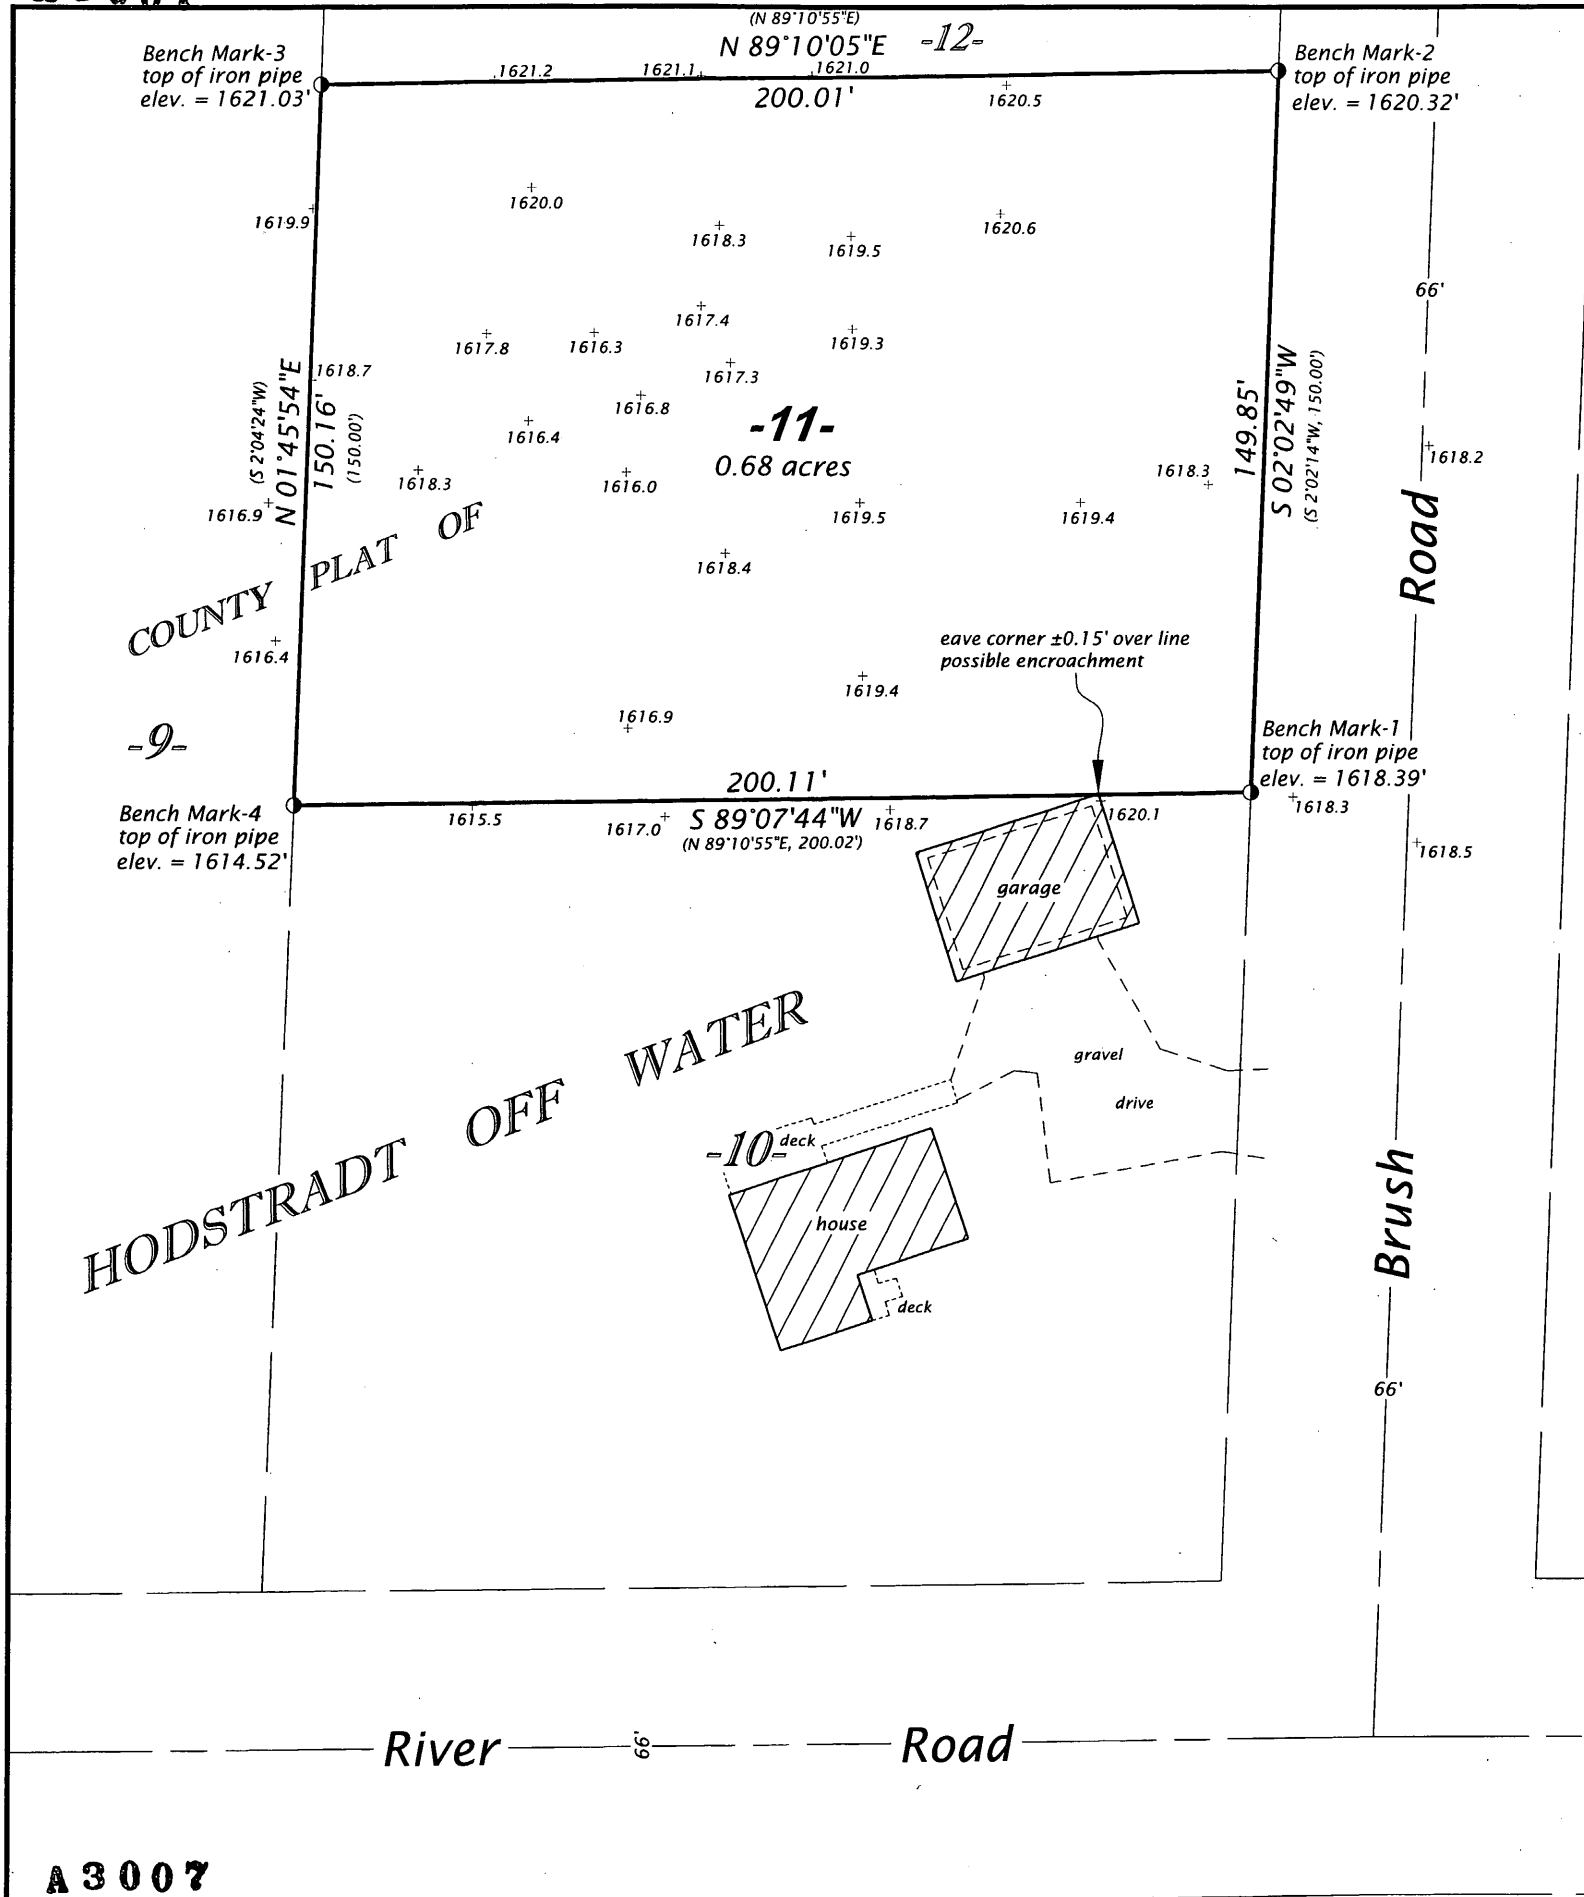 (N 89°10'55"E)
N 89°10'05"E
-12-
Bench Mark-3
top of iron pipe
elev. = 1621.03'
Bench Mark-2
top of iron pipe
elev. = 1620.32'
1621.2
1621.1
1621.0
200.01'
1620.5
1620.0
1619.9
1618.3
1619.5
1620.6
66'
1617.4
1617.8
1616.3
1619.3
1618.7
1617.3
1616.8
1616.4
-11-
0.68 acres
(S 2°04'24"W)
N 01°45'54"E
150.16'
(150.00')
149.85'
S 02°02'49"W
(S 2°02'14"W, 150.00')
1618.3
1618.2
1618.3
1616.0
1616.9
1619.5
1619.4
COUNTY PLAT OF
1618.4
Road
1616.4
eave corner ±0.15' over line
possible encroachment
1619.4
1616.9
-9-
Bench Mark-1
top of iron pipe
elev. = 1618.39'
200.11'
Bench Mark-4
top of iron pipe
elev. = 1614.52'
1615.5
1617.0
S 89°07'44"W
(N 89°10'55"E, 200.02')
1618.7
1620.1
1618.3
1618.5
garage
HODSTRADT OFF WATER
gravel
drive
-10-
deck
house
deck
Brush
66'
River
66'
Road
A3007